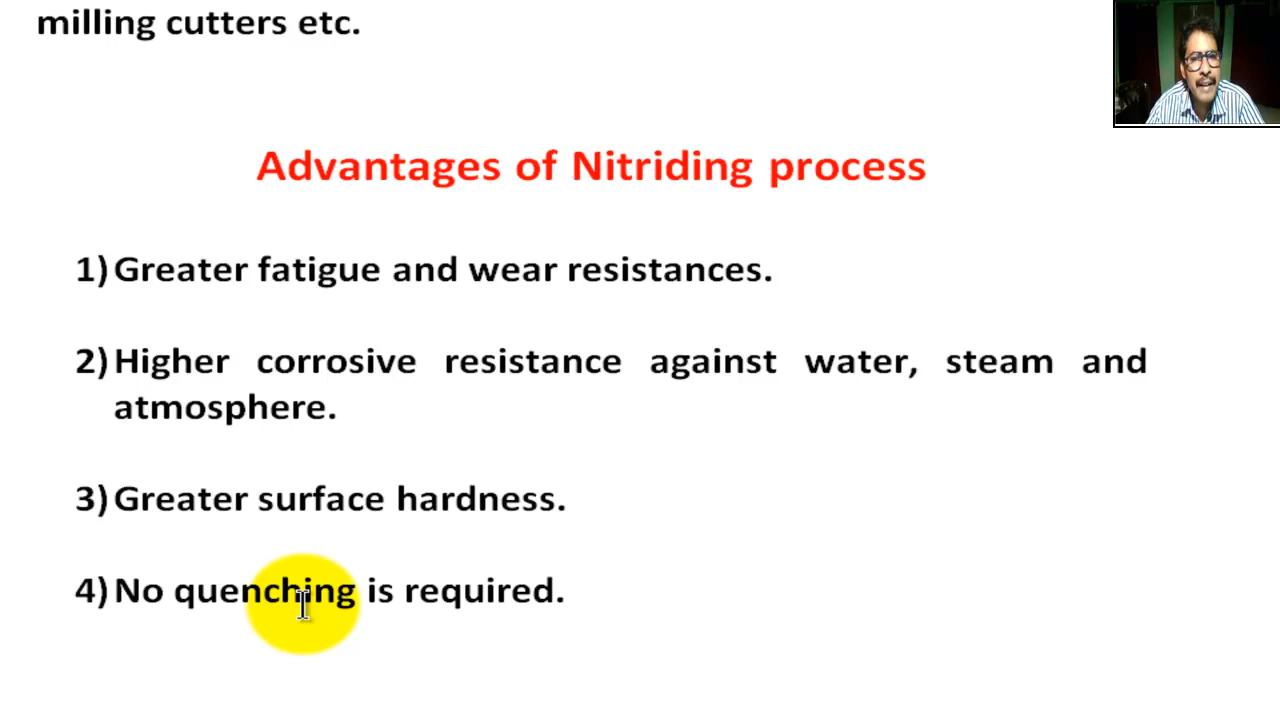 milling cutters etc.
Advantages of Nitriding process
1) Greater fatigue and wear resistances.
2) Higher corrosive resistance against water, steam and
atmosphere.
3) Greater surface hardness.
4) No quenching is required.